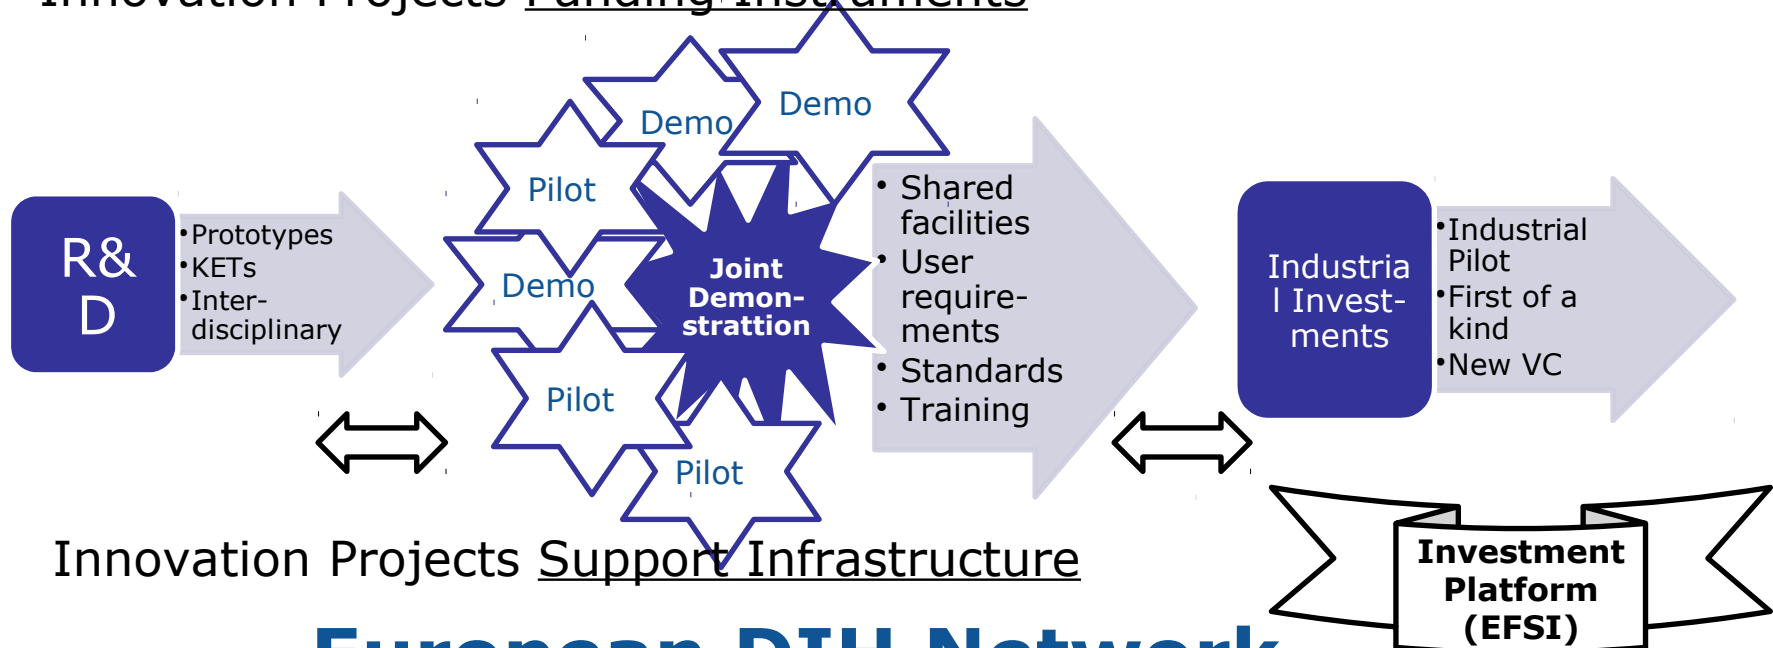 Innovation Projects Funding Instruments
Demo
Demo
Pilot
Demo
Pilot
Pilot
R&
D
•Prototypes
•KETs
•Inter-
disciplinary
Joint
Demon-
strattion
• Shared
facilities
• User
require-
ments
• Standards
• Training
Industria
l Invest-
ments
•Industrial
Pilot
•First of a
kind
•New VC
Innovation Projects Support Infrastructure
Investment
Platform
(EFSI)
European DIH Network